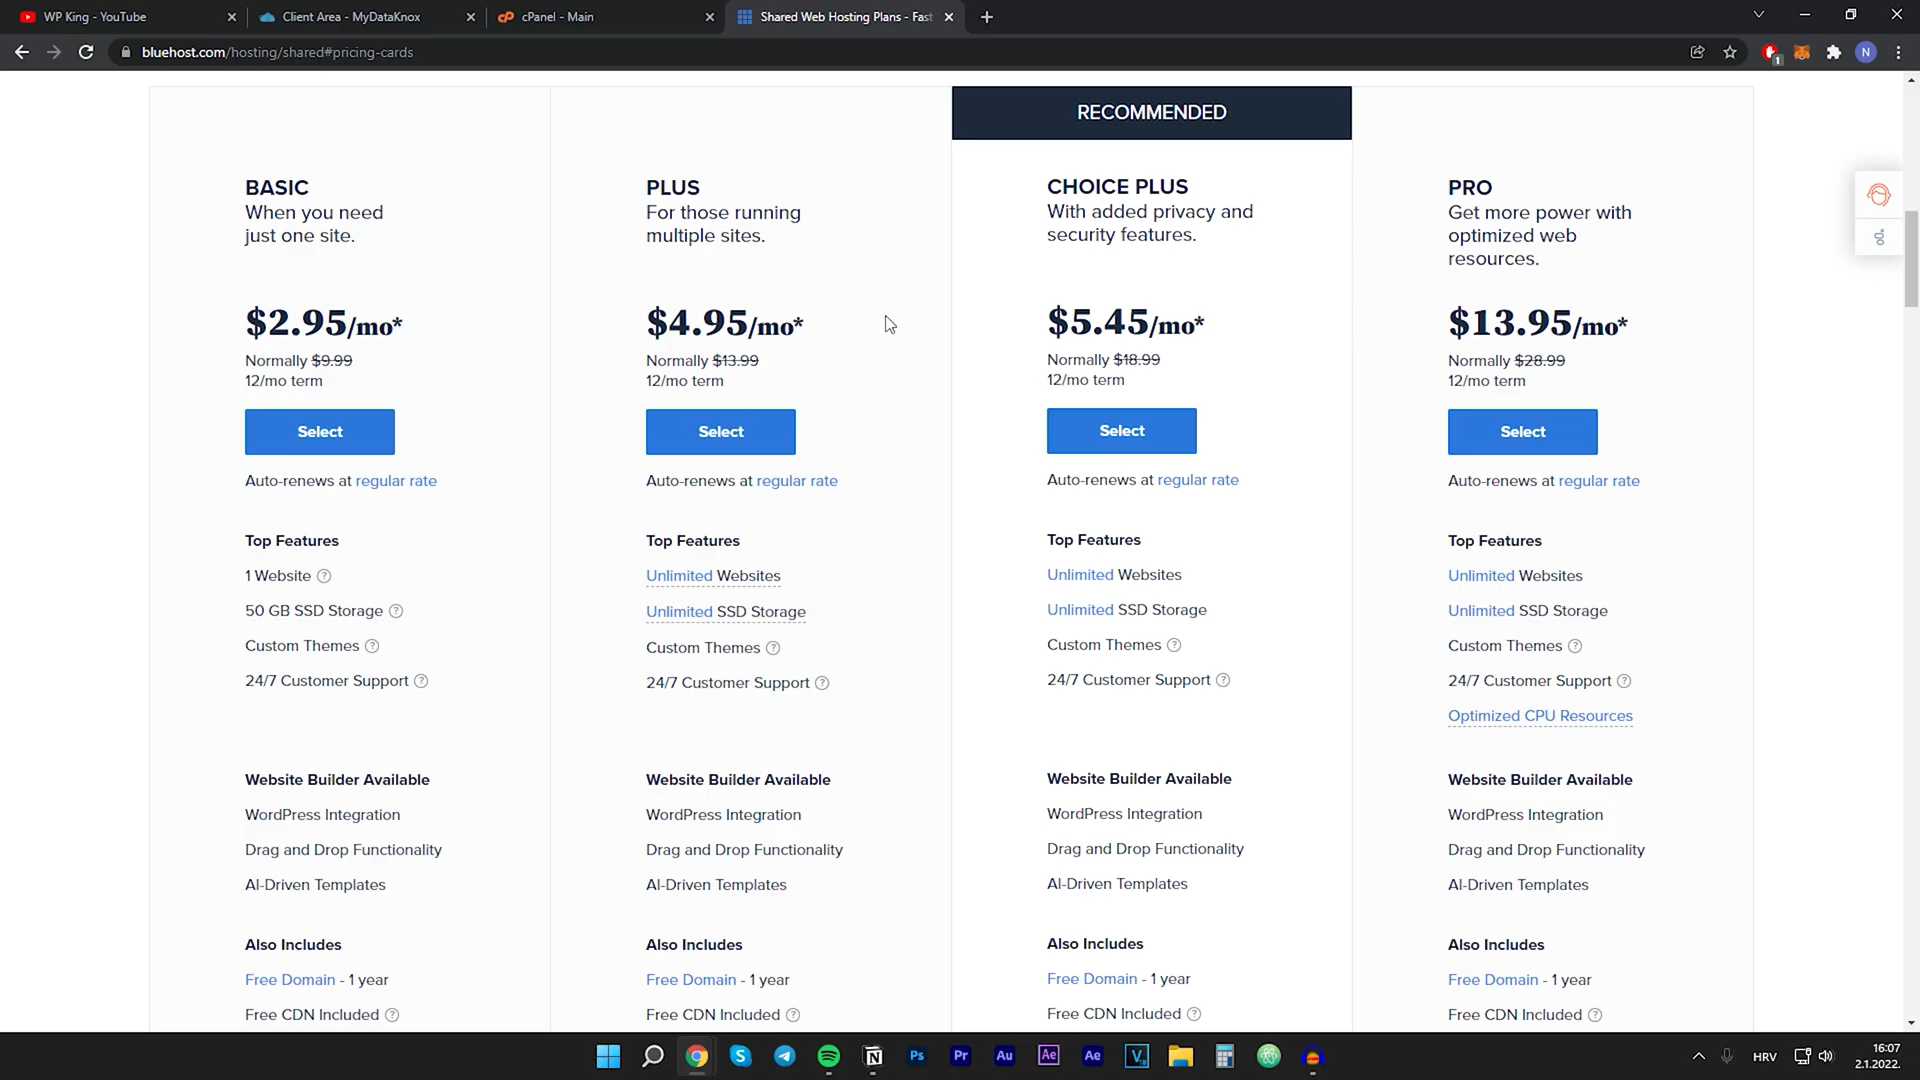 WP King - YouTube
Client Area - MyDataKnox
cPanel - Main
Shared Web Hosting Plans - Fast
bluehost.com/hosting/shared#pricing-cards
1
N
RECOMMENDED
BASIC
When you need
just one site.
$2.95/mo*
Normally $9.99
12/mo term
Select
Auto-renews at regular rate
Top Features
1 Website
50 GB SSD Storage
Custom Themes
24/7 Customer Support
Website Builder Available
WordPress Integration
Drag and Drop Functionality
AI-Driven Templates
Also Includes
Free Domain - 1 year
Free CDN Included
PLUS
For those running
multiple sites.
$4.95/mo*
Normally $13.99
12/mo term
Select
Auto-renews at regular rate
Top Features
Unlimited Websites
Unlimited SSD Storage
Custom Themes
24/7 Customer Support
Website Builder Available
WordPress Integration
Drag and Drop Functionality
AI-Driven Templates
Also Includes
Free Domain - 1 year
Free CDN Included
CHOICE PLUS
With added privacy and
security features.
$5.45/mo*
Normally $18.99
12/mo term
Select
Auto-renews at regular rate
Top Features
Unlimited Websites
Unlimited SSD Storage
Custom Themes
24/7 Customer Support
Website Builder Available
WordPress Integration
Drag and Drop Functionality
AI-Driven Templates
Also Includes
Free Domain - 1 year
Free CDN Included
PRO
Get more power with
optimized web
resources.
$13.95/mo*
Normally $28.99
12/mo term
Select
Auto-renews at regular rate
Top Features
Unlimited Websites
Unlimited SSD Storage
Custom Themes
24/7 Customer Support
Optimized CPU Resources
Website Builder Available
WordPress Integration
Drag and Drop Functionality
AI-Driven Templates
Also Includes
Free Domain - 1 year
Free CDN Included
Ps
Pr
Au
Ae
Ae
V
HRV
16:07
2.1.2022.